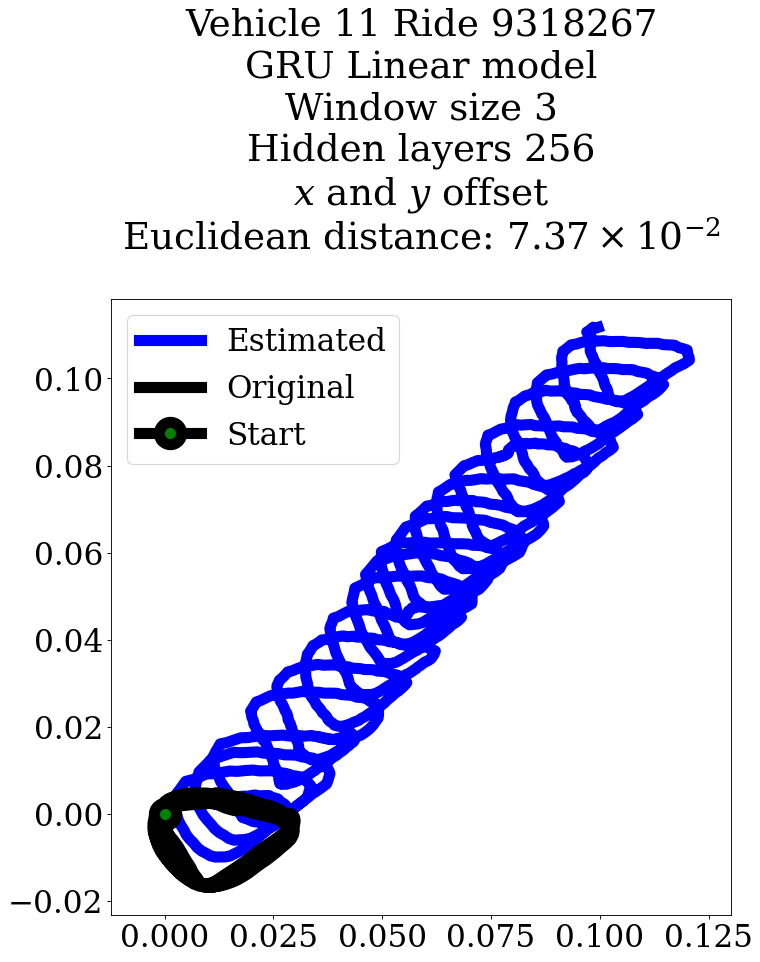 Vehicle 11 Ride 9318267
GRU Linear model
Window size 3
Hidden layers 256
x and y offset
Euclidean distance: 7.37 × 10⁻²
Estimated
Original
Start
0.10
0.08
0.06
0.04
0.02
0.00
−0.02
0.000 0.025 0.050 0.075 0.100 0.125